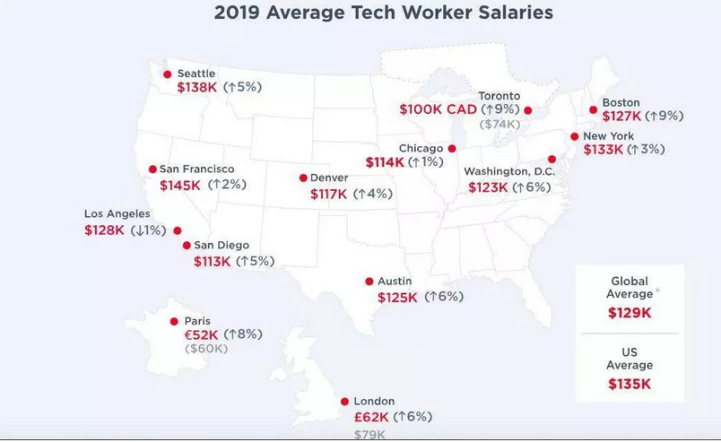 2019 Average Tech Worker Salaries
Seattle
$138K (↑5%)
Toronto
$100K CAD (↑9%)
($74K)
Boston
$127K (↑9%)
New York
$133K (↑3%)
Chicago
$114K (↑1%)
Washington, D.C.
$123K (↑6%)
San Francisco
$145K (↑2%)
Denver
$117K (↑4%)
Los Angeles
$128K (↓1%)
San Diego
$113K (↑5%)
Austin
$125K (↑6%)
Global
Average*
$129K
US
Average
$135K
Paris
€52K (↑8%)
($60K)
London
£62K (↑6%)
$79K